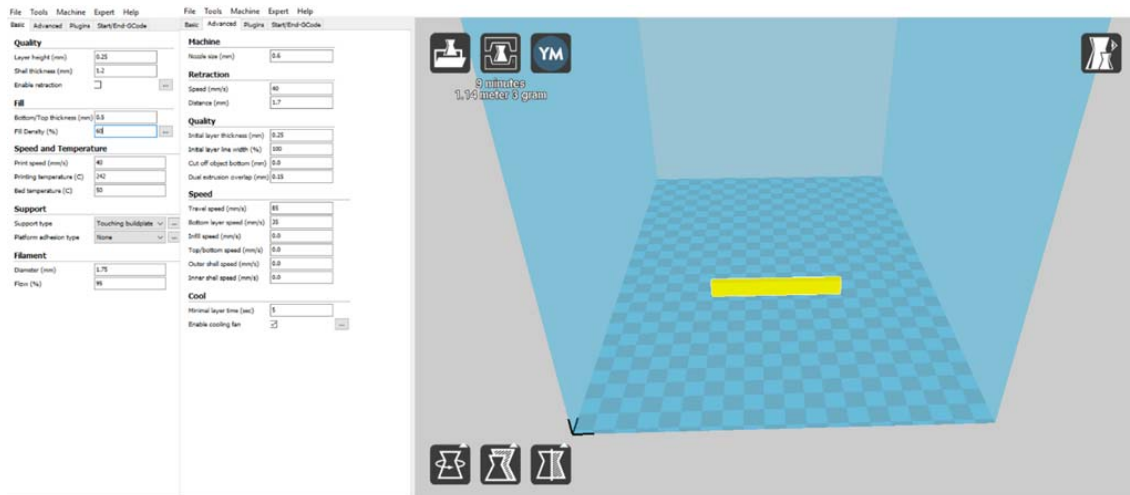 File Tools Machine Expert Help
Basic Advanced Plugins Start/End-GCode
Quality
Layer height (mm) 0.25
Shell thickness (mm) 1.2
Enable retraction ...
Fill
Bottom/Top thickness (mm) 0.5
Fill Density (%) 60 ...
Speed and Temperature
Print speed (mm/s) 40
Printing temperature (C) 242
Bed temperature (C) 50
Support
Support type Touching buildplate ...
Platform adhesion type None ...
Filament
Diameter (mm) 1.75
Flow (%) 95
File Tools Machine Expert Help
Basic Advanced Plugins Start/End-GCode
Machine
Nozzle size (mm) 0.6
Retraction
Speed (mm/s) 40
Distance (mm) 1.7
Quality
Initial layer thickness (mm) 0.25
Initial layer line width (%) 100
Cut off object bottom (mm) 0.0
Dual extrusion overlap (mm) 0.15
Speed
Travel speed (mm/s) 85
Bottom layer speed (mm/s) 25
Infill speed (mm/s) 0.0
Top/bottom speed (mm/s) 0.0
Outer shell speed (mm/s) 0.0
Inner shell speed (mm/s) 0.0
Cool
Minimal layer time (sec) 5
Enable cooling fan ...
YM
9 minutes
1.14 meter 3 gram